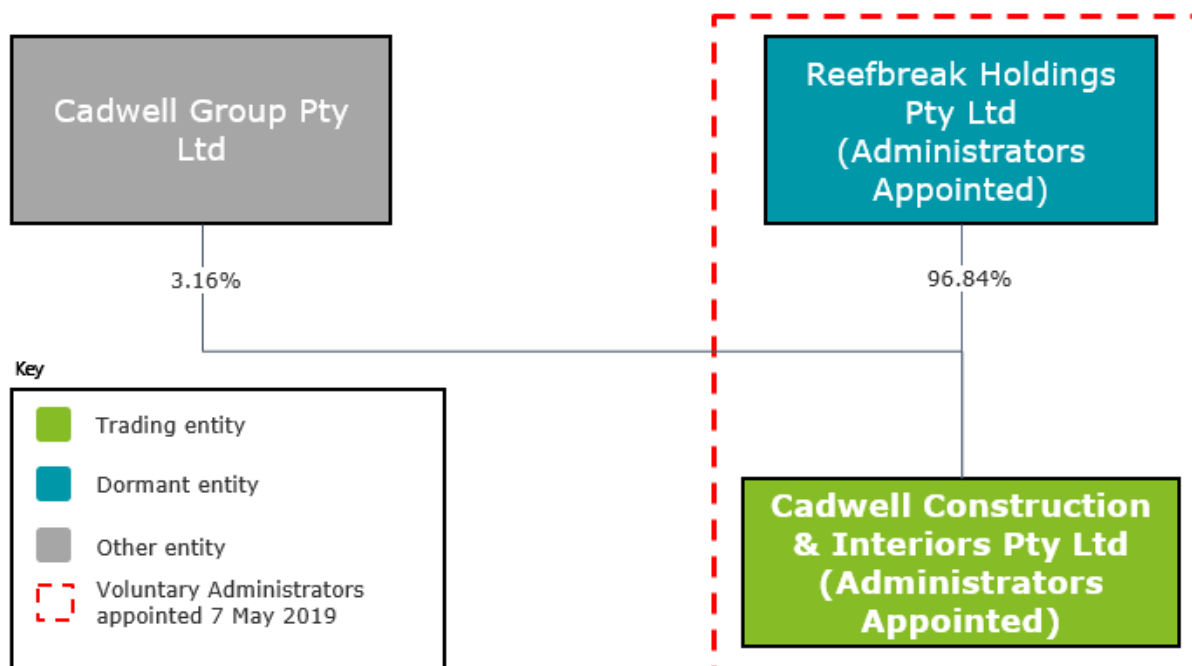 Cadwell Group Pty
Ltd
Reefbreak Holdings
Pty Ltd
(Administrators
Appointed)
3.16%
96.84%
Key
Trading entity
Dormant entity
Other entity
Voluntary Administrators
appointed 7 May 2019
Cadwell Construction
& Interiors Pty Ltd
(Administrators
Appointed)